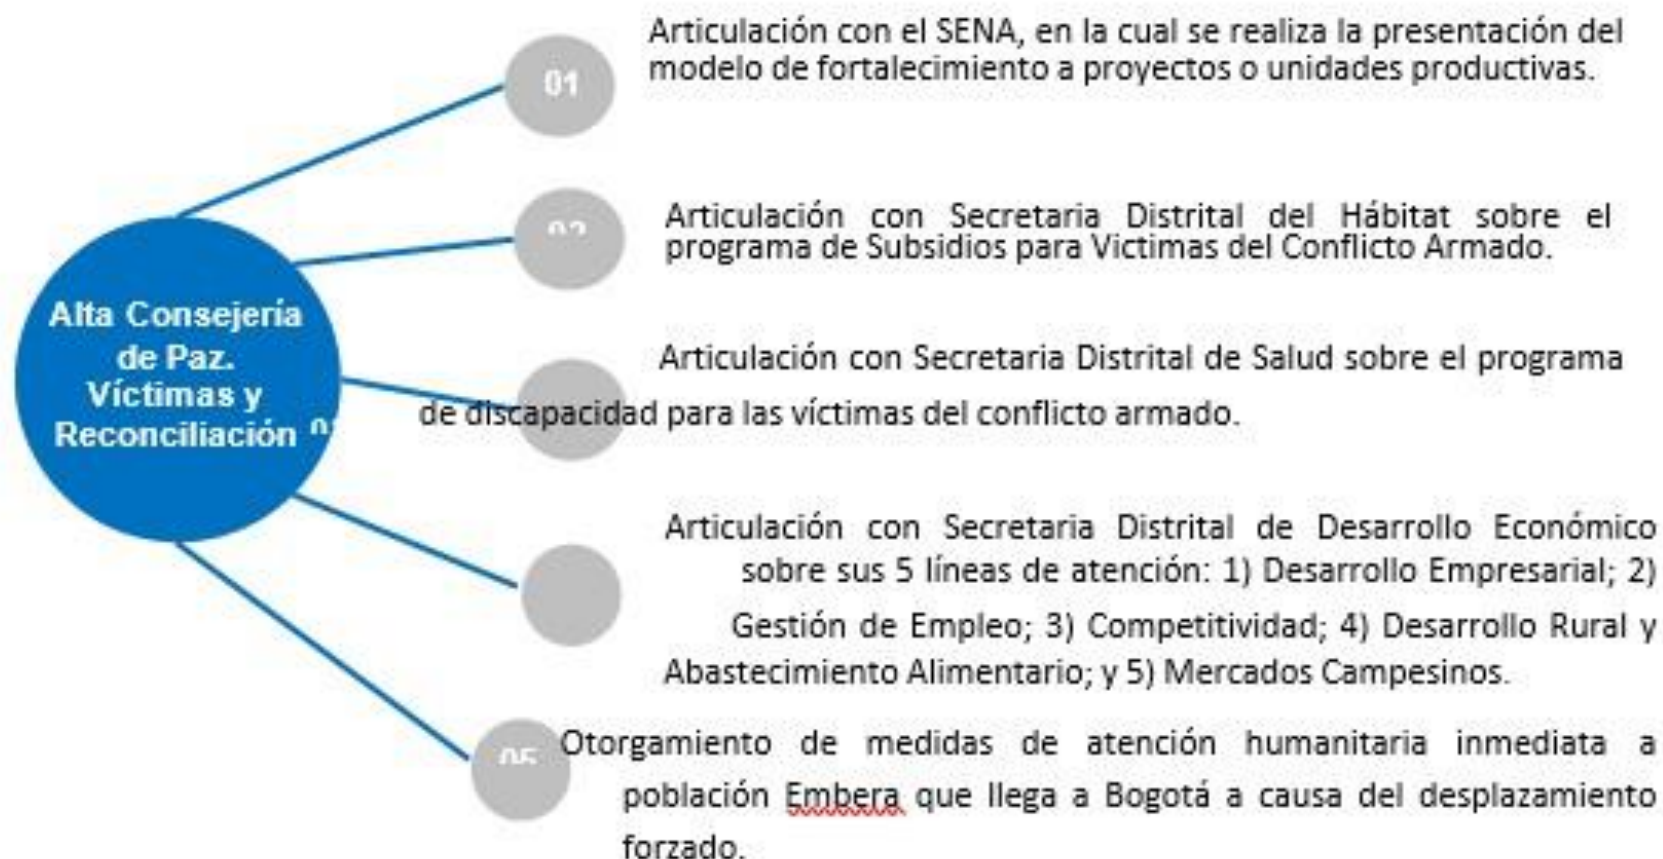 01
Articulación con el SENA, en la cual se realiza la presentación del
modelo de fortalecimiento a proyectos o unidades productivas.
Articulación con Secretaria Distrital del Hábitat sobre el
programa de Subsidios para Victimas del Conflicto Armado.
Alta Consejería
de Paz.
Víctimas y
Reconciliación
Articulación con Secretaria Distrital de Salud sobre el programa
de discapacidad para las víctimas del conflicto armado.
Articulación con Secretaria Distrital de Desarrollo Económico
sobre sus 5 líneas de atención: 1) Desarrollo Empresarial; 2)
Gestión de Empleo; 3) Competitividad; 4) Desarrollo Rural y
Abastecimiento Alimentario; y 5) Mercados Campesinos.
Otorgamiento de medidas de atención humanitaria inmediata a
población Embera que llega a Bogotá a causa del desplazamiento
forzado.